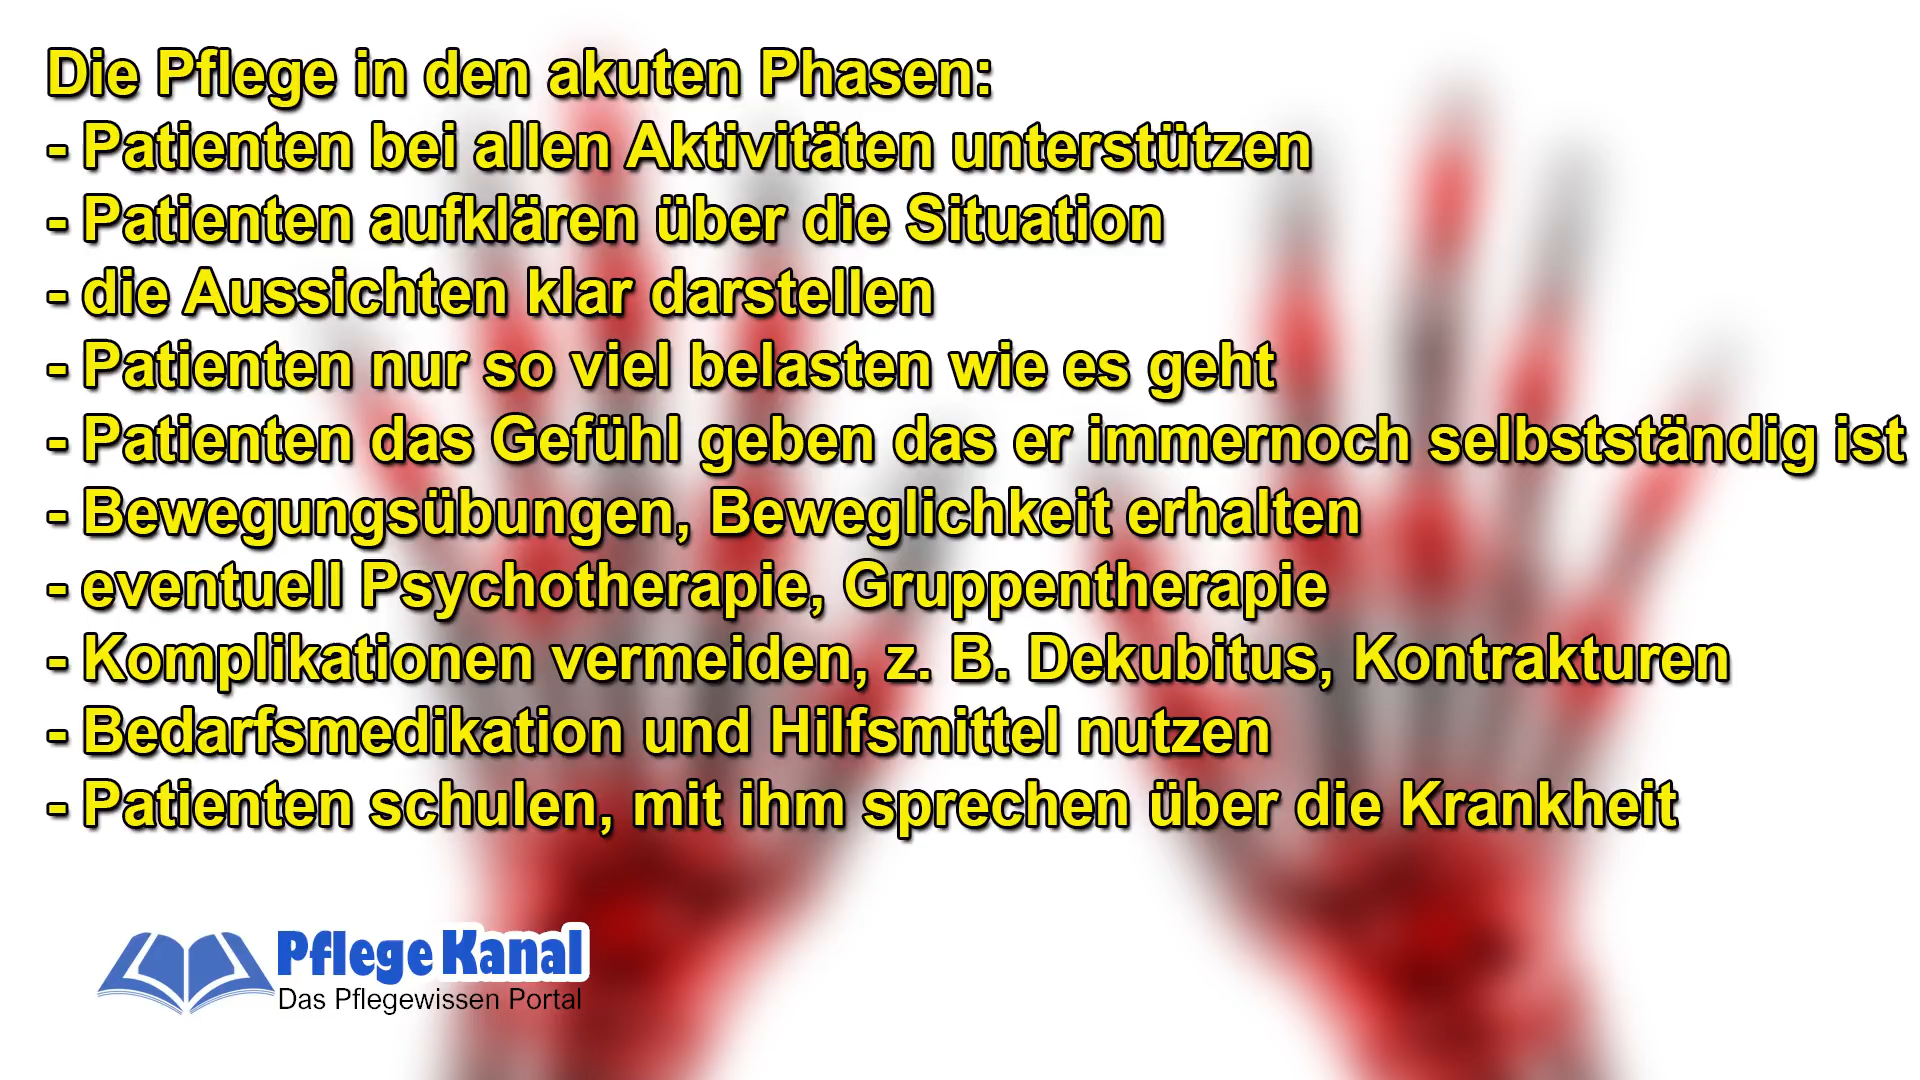 Die Pflege in den akuten Phasen:
- Patienten bei allen Aktivitäten unterstützen
- Patienten aufklären über die Situation
- die Aussichten klar darstellen
- Patienten nur so viel belasten wie es geht
- Patienten das Gefühl geben das er immernoch selbstständig ist
- Bewegungsübungen, Beweglichkeit erhalten
- eventuell Psychotherapie, Gruppentherapie
- Komplikationen vermeiden, z. B. Dekubitus, Kontrakturen
- Bedarfsmedikation und Hilfsmittel nutzen
- Patienten schulen, mit ihm sprechen über die Krankheit
Pflege Kanal
Das Pflegewissen Portal